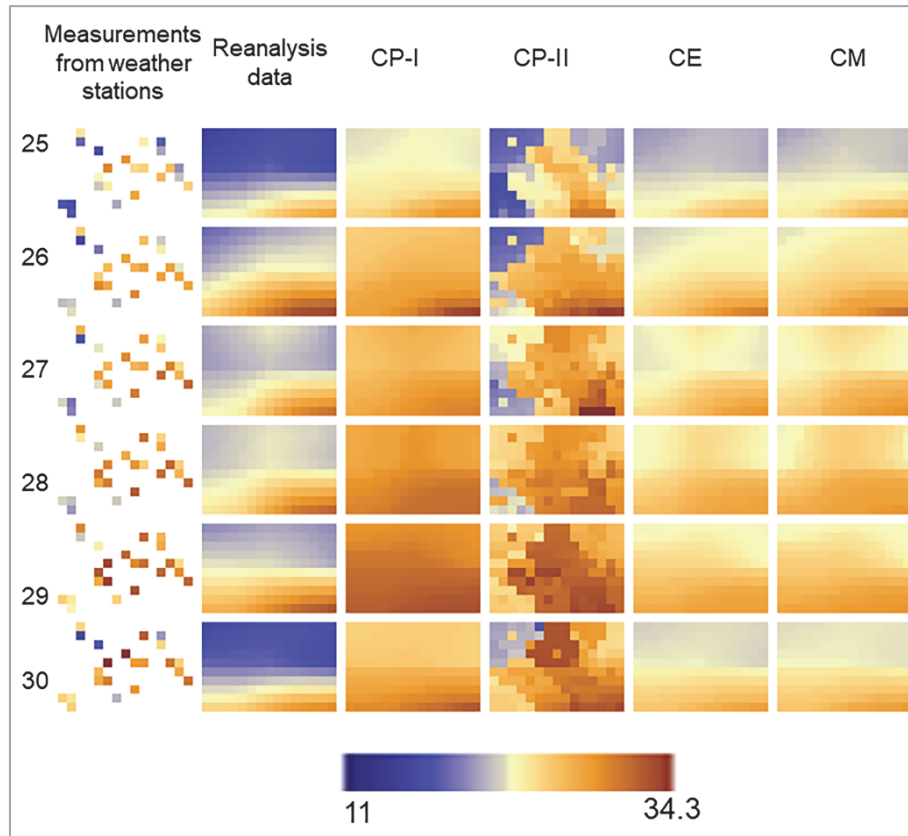 Measurements
from weather
stations
Reanalysis
data
CP-I
CP-II
CE
CM
25
26
27
28
29
30
11
34.3